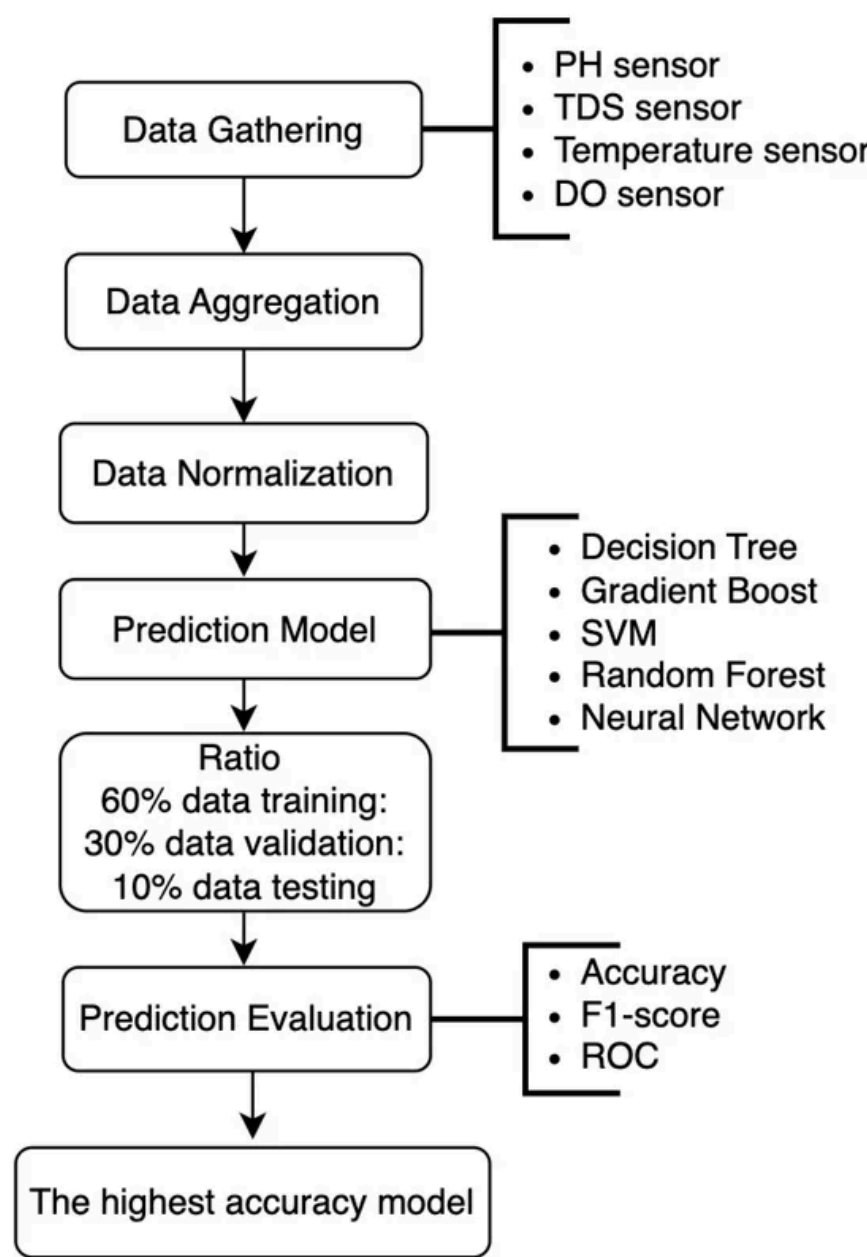 Data Gathering
• PH sensor
• TDS sensor
• Temperature sensor
• DO sensor
Data Aggregation
Data Normalization
Prediction Model
• Decision Tree
• Gradient Boost
• SVM
• Random Forest
• Neural Network
Ratio
60% data training:
30% data validation:
10% data testing
Prediction Evaluation
• Accuracy
• F1-score
• ROC
The highest accuracy model